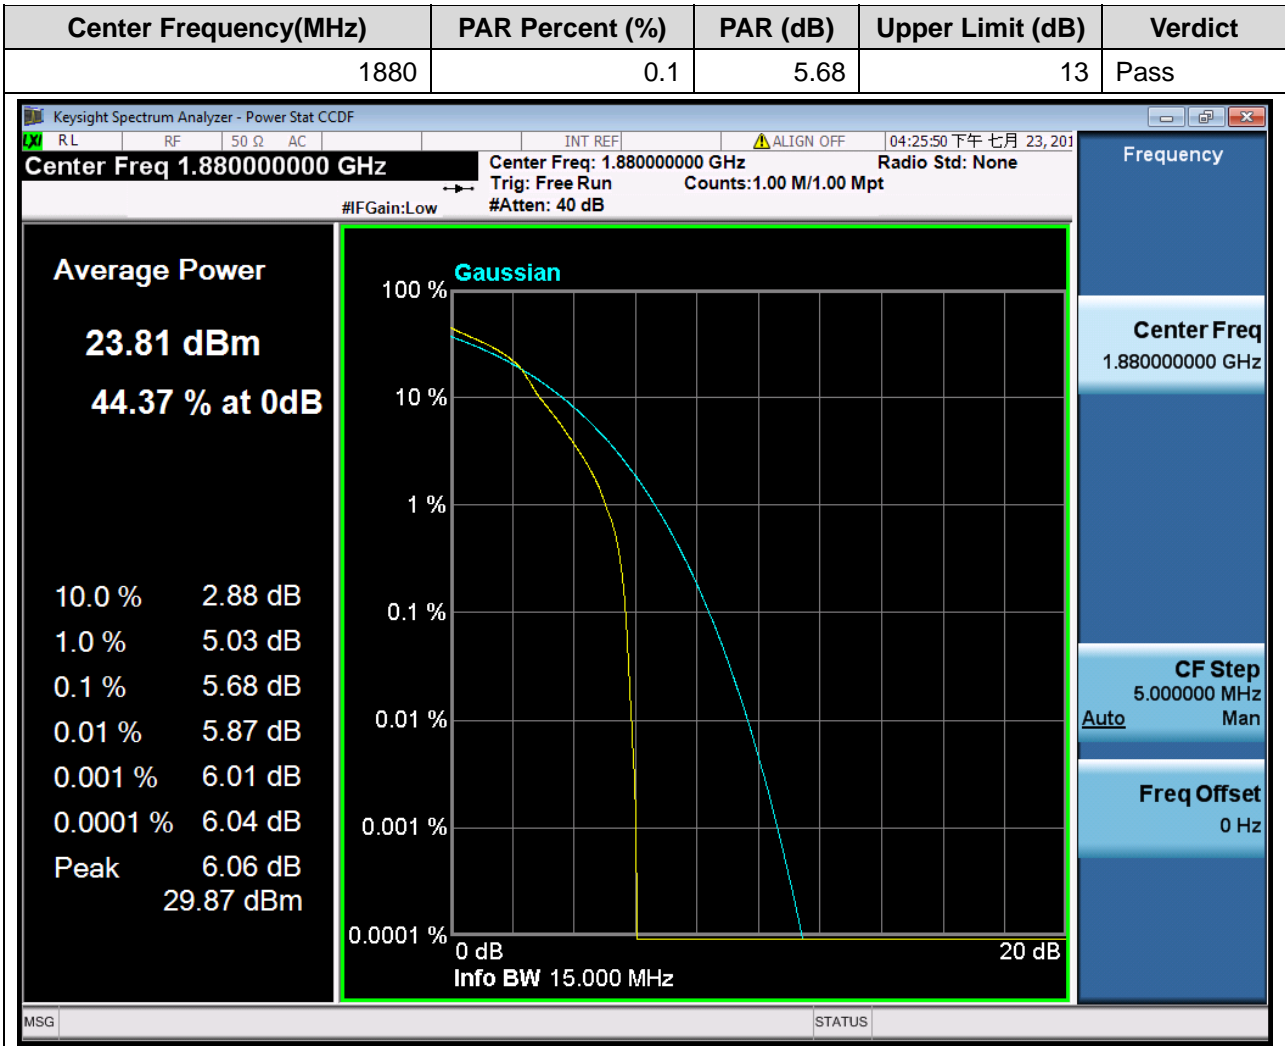 Center Frequency(MHz) PAR Percent (%) PAR (dB) Upper Limit (dB) Verdict
1880 0.1 5.68 13 Pass
Keysight Spectrum Analyzer - Power Stat CCDF
LXI RL RF 50 Ω AC INT REF ALIGN OFF 04:25:50 下午 七月 23, 201
Center Freq 1.880000000 GHz
Center Freq: 1.880000000 GHz Radio Std: None
Trig: Free Run Counts:1.00 M/1.00 Mpt
#IFGain:Low #Atten: 40 dB
Average Power
23.81 dBm
44.37 % at 0dB
10.0 % 2.88 dB
1.0 % 5.03 dB
0.1 % 5.68 dB
0.01 % 5.87 dB
0.001 % 6.01 dB
0.0001 % 6.04 dB
Peak 6.06 dB
29.87 dBm
Gaussian
100 %
10 %
1 %
0.1 %
0.01 %
0.001 %
0.0001 %
0 dB 20 dB
Info BW 15.000 MHz
Frequency
Center Freq
1.880000000 GHz
CF Step
5.000000 MHz
Auto Man
Freq Offset
0 Hz
MSG STATUS